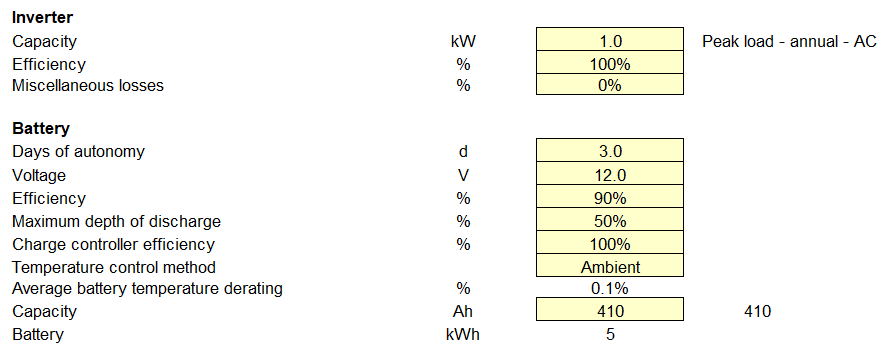 Inverter
Capacity kW 1.0 Peak load - annual - AC
Efficiency % 100%
Miscellaneous losses % 0%
Battery
Days of autonomy d 3.0
Voltage V 12.0
Efficiency % 90%
Maximum depth of discharge % 50%
Charge controller efficiency % 100%
Temperature control method Ambient
Average battery temperature derating % 0.1%
Capacity Ah 410 410
Battery kWh 5